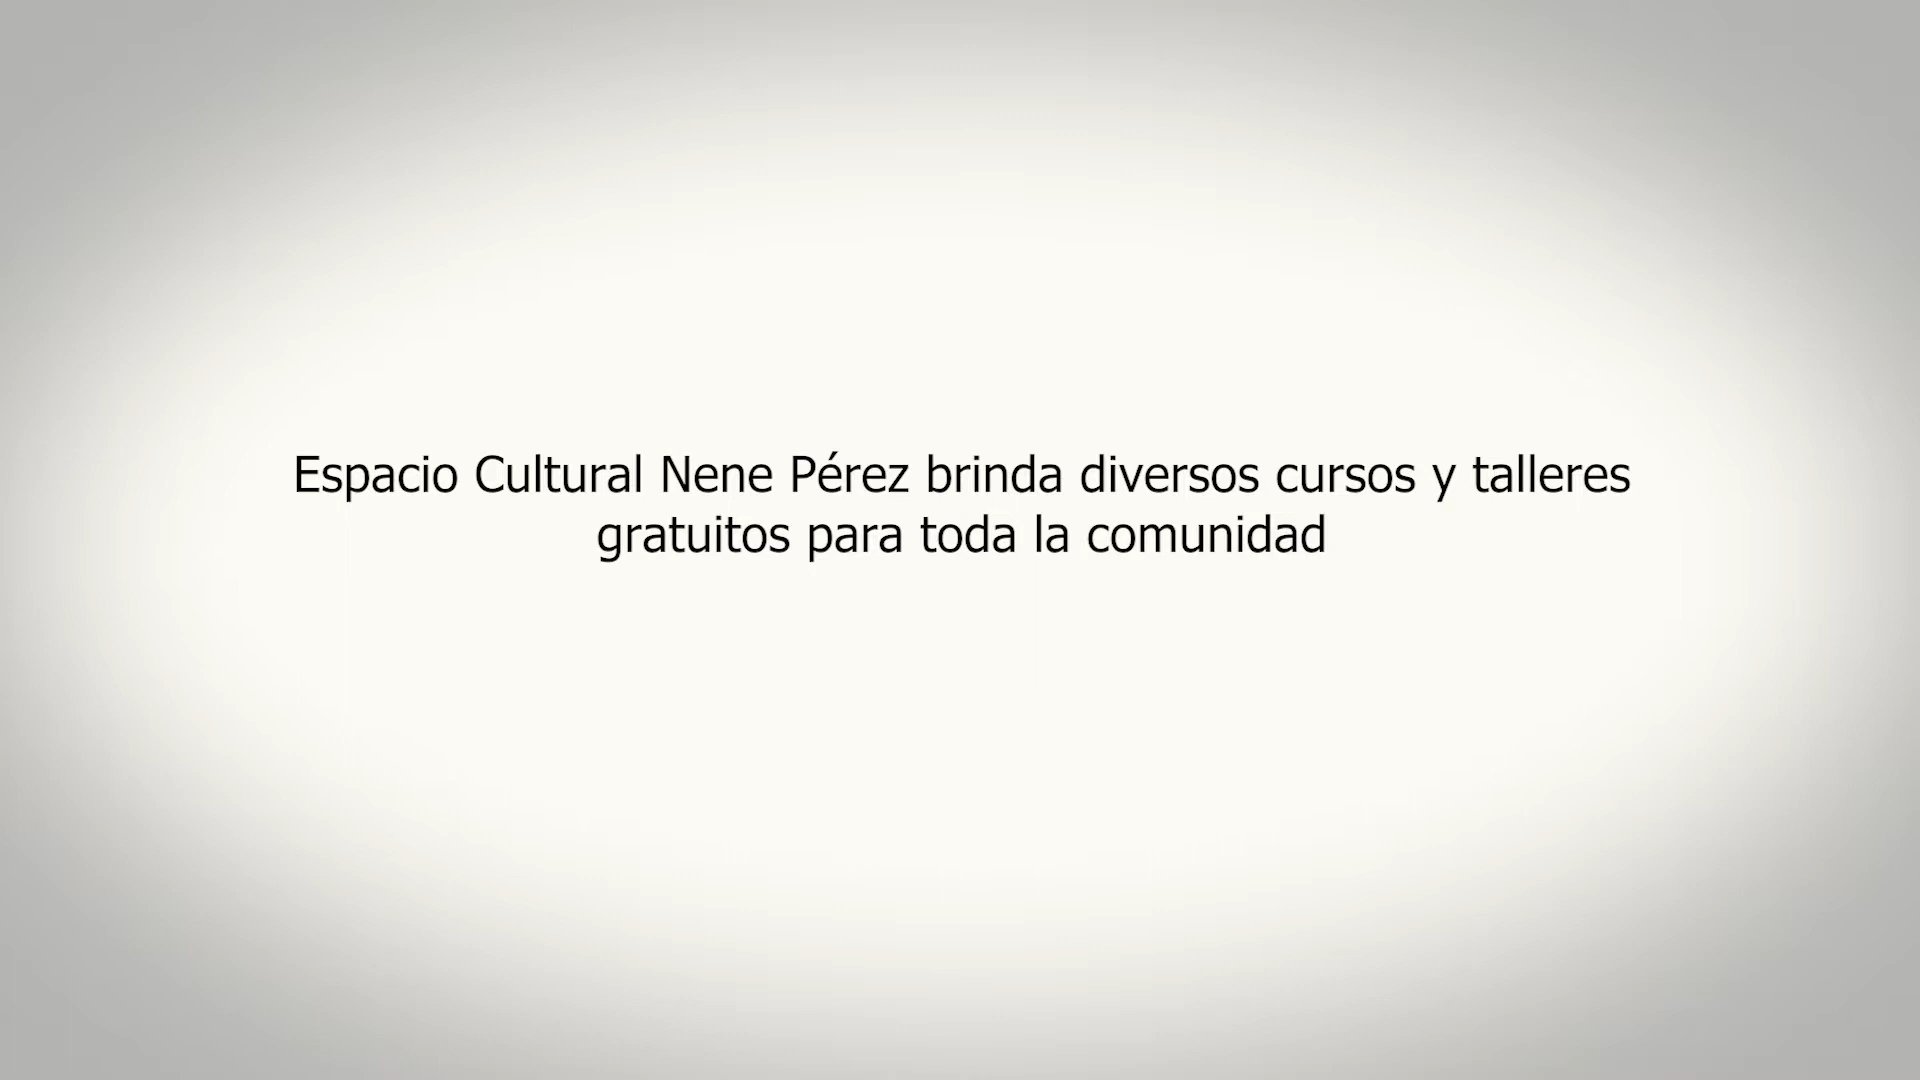 Espacio Cultural Nene Pérez brinda diversos cursos y talleres
gratuitos para toda la comunidad